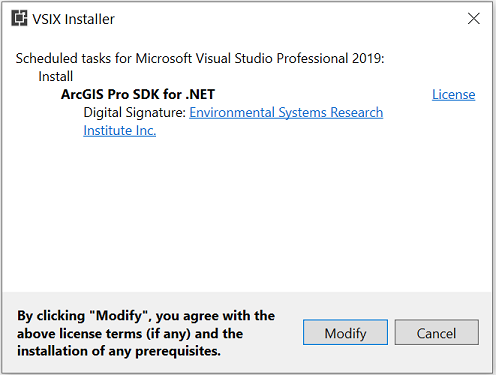 VSIX Installer
Scheduled tasks for Microsoft Visual Studio Professional 2019:
Install
ArcGIS Pro SDK for .NET
License
Digital Signature: Environmental Systems Research
Institute Inc.
By clicking "Modify", you agree with the
above license terms (if any) and the
installation of any prerequisites.
Modify
Cancel